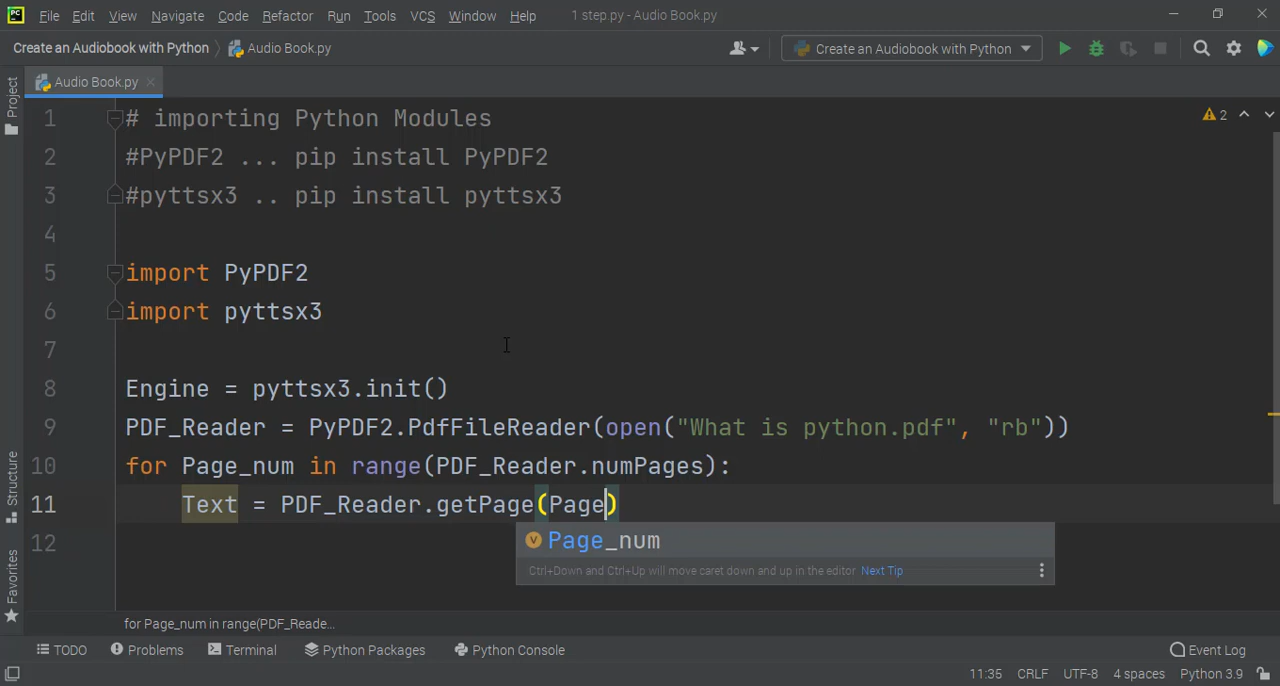 PC File Edit View Navigate Code Refactor Run Tools VCS Window Help 1 step.py - Audio Book.py
Create an Audiobook with Python Audio Book.py Create an Audiobook with Python
Project
Audio Book.py
1 # importing Python Modules
2 #PyPDF2 ... pip install PyPDF2
3 #pyttsx3 .. pip install pyttsx3
4
5 import PyPDF2
6 import pyttsx3
7
8 Engine = pyttsx3.init()
9 PDF_Reader = PyPDF2.PdfFileReader(open("What is python.pdf", "rb"))
10 for Page_num in range(PDF_Reader.numPages):
11 Text = PDF_Reader.getPage(Page)
12
2
V Page_num
Ctrl+Down and Ctrl+Up will move caret down and up in the editor Next Tip
Structure
Favorites
for Page_num in range(PDF_Reade...
TODO Problems Terminal Python Packages Python Console Event Log
11:35 CRLF UTF-8 4 spaces Python 3.9